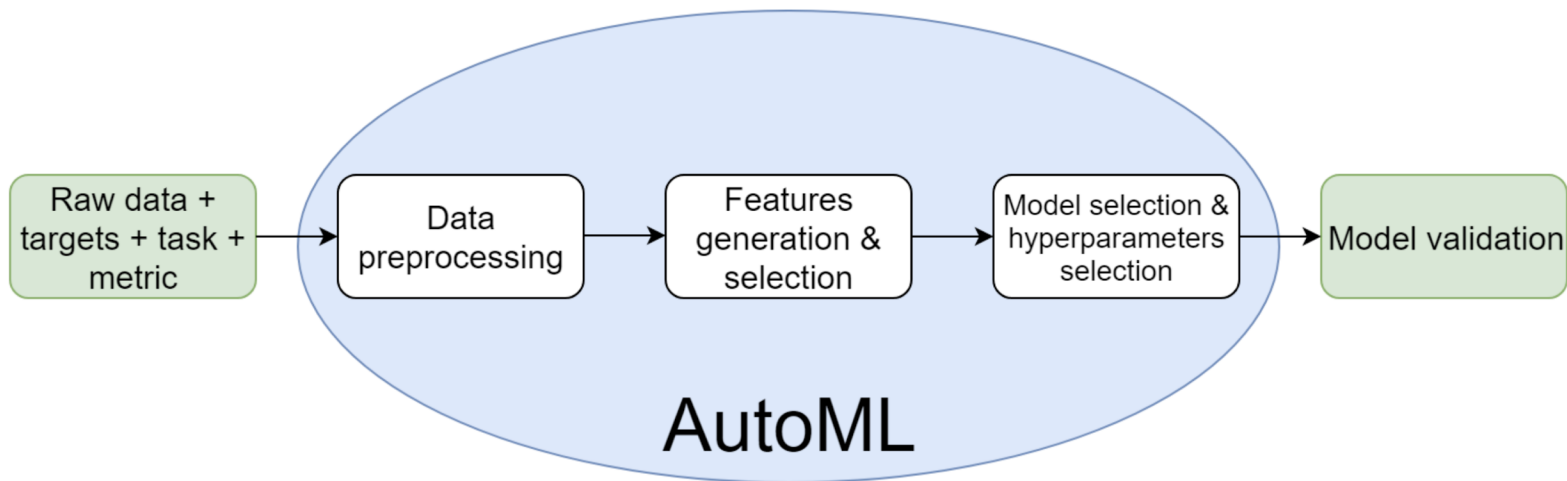 Raw data +
targets + task +
metric
Data
preprocessing
Features
generation &
selection
Model selection &
hyperparameters
selection
Model validation
AutoML